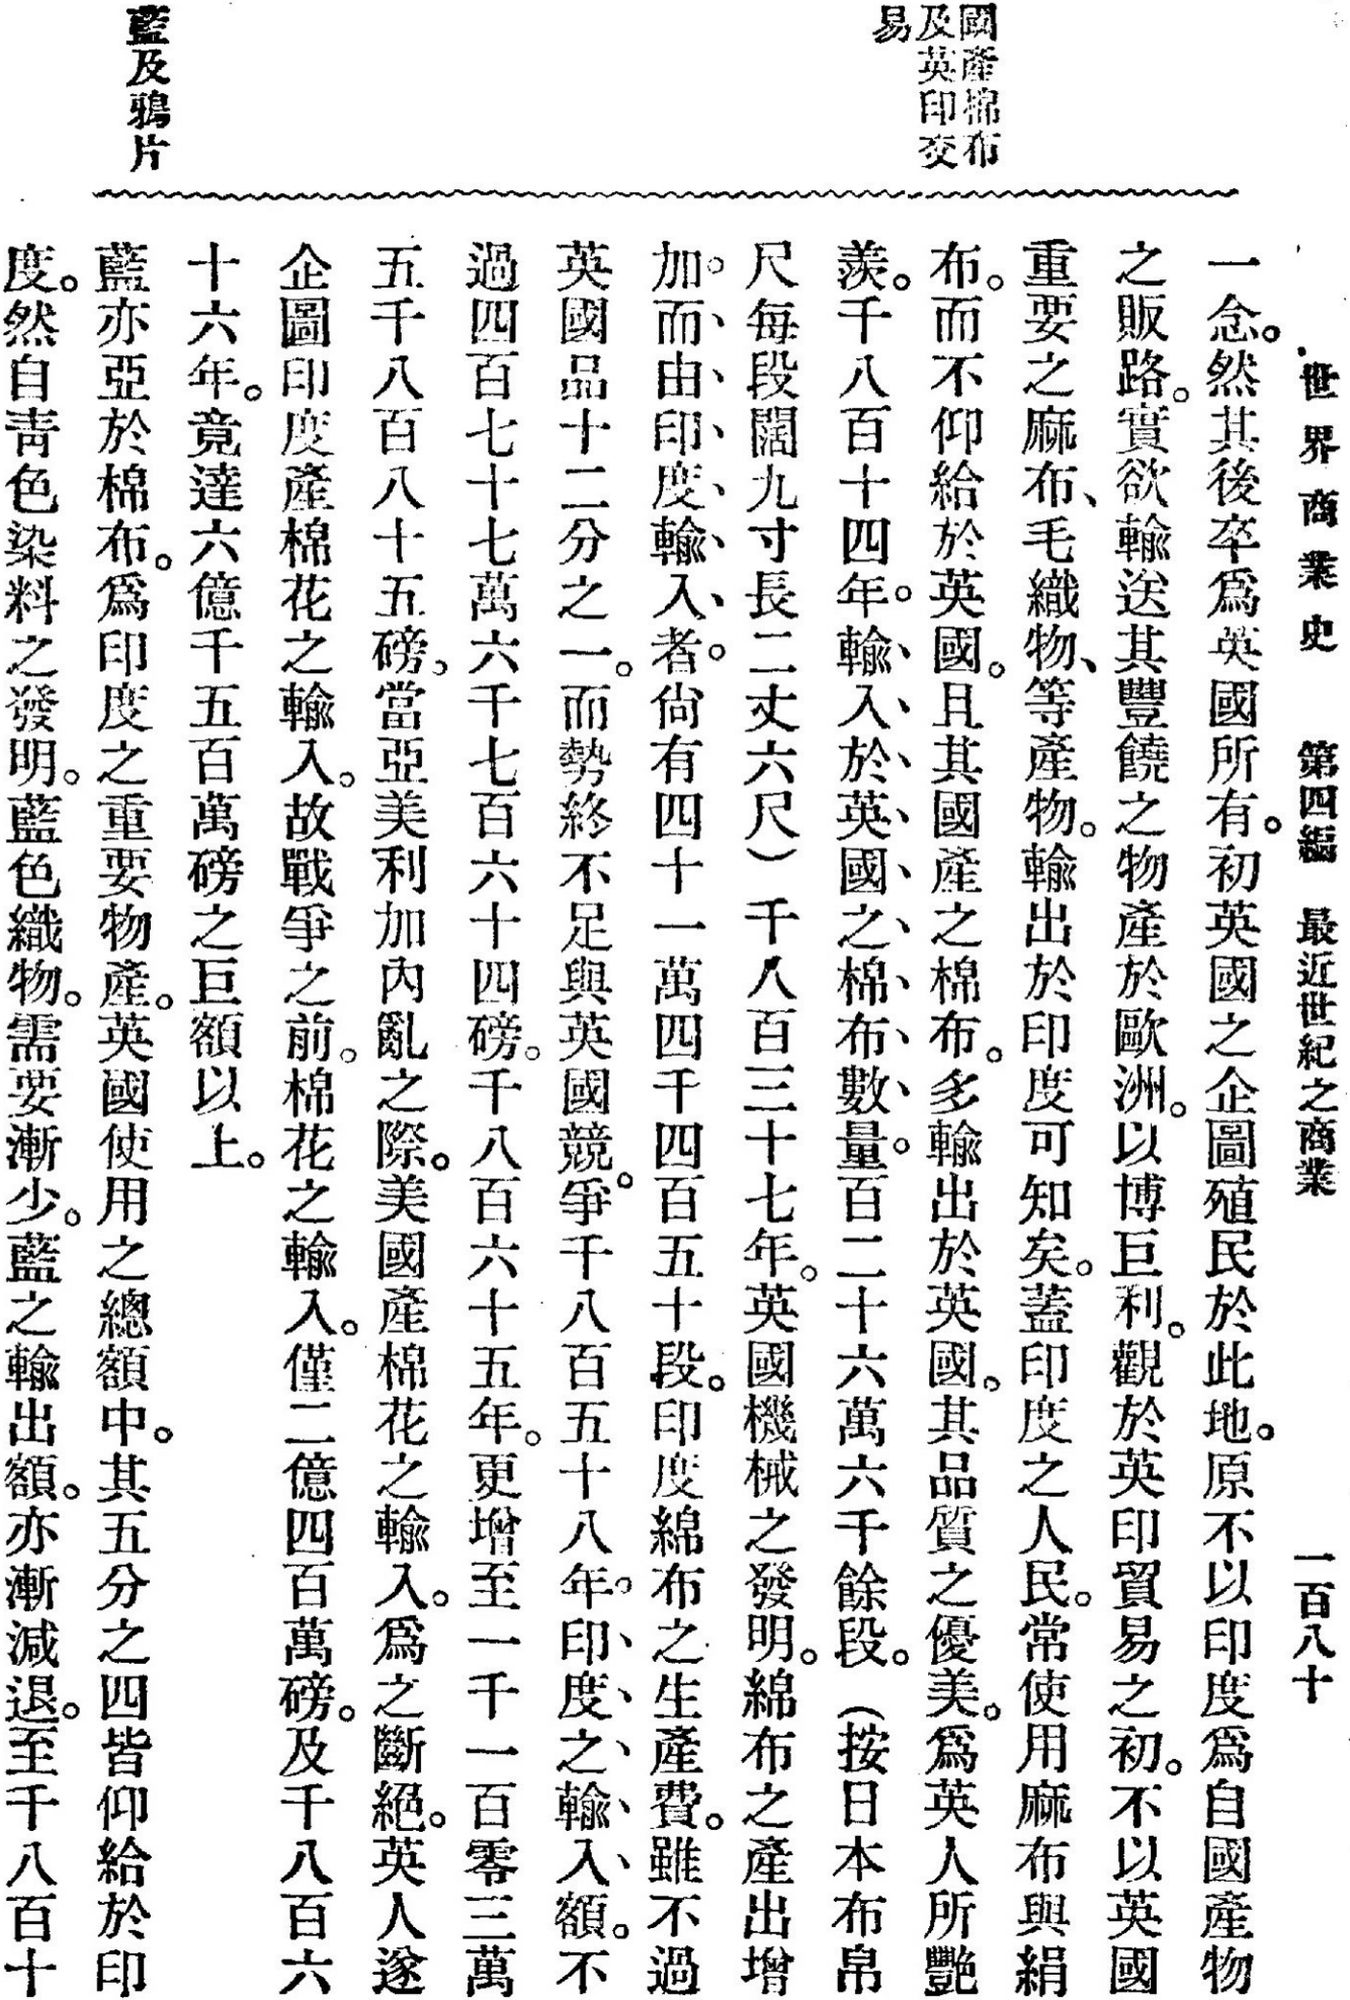 世界商業史　第四編　最近世紀之商業　一百八十
國產棉布
及英印交
易
藍及鴉片
一念。然其後卒爲英國所有。初英國之企圖殖民於此地。原不以印度爲自國產物
之販路。實欲輸送其豐饒之物產於歐洲。以博巨利。觀於英印貿易之初。不以英國
重要之麻布、毛織物、等產物。輸出於印度可知矣。蓋印度之人民。常使用麻布與絹
布。而不仰給於英國。且其國產之棉布。多輸出於英國。其品質之優美。爲英人所艷
羨。千八百十四年。輸入於英國之棉布數量。百二十六萬六千餘段。（按日本布帛
尺每段闊九寸長二丈六尺）千八百三十七年。英國機械之發明。綿布之產出增
加。而由印度輸入者。尙有四十一萬四千四百五十段。印度綿布之生產費。雖不過
英國品十二分之一。而勢終不足與英國競。爭千八百五十八年。印度之輸入額。不
過四百七十七萬六千七百六十四磅。千八百六十五年。更增至一千一百零三萬
五千八百八十五磅。當亞美利加內亂之際。美國產棉花之輸入。爲之斷絕。英人遂
企圖印度產棉花之輸入。故戰爭之前。棉花之輸入。僅二億四百萬磅。及千八百六
十六年。竟達六億千五百萬磅之巨額以上。
藍亦亞於棉布。爲印度之重要物產。英國使用之總額中。其五分之四皆仰給於印
度。然自靑色染料之發明。藍色織物。需要漸少。藍之輸出額。亦漸減退。至千八百十